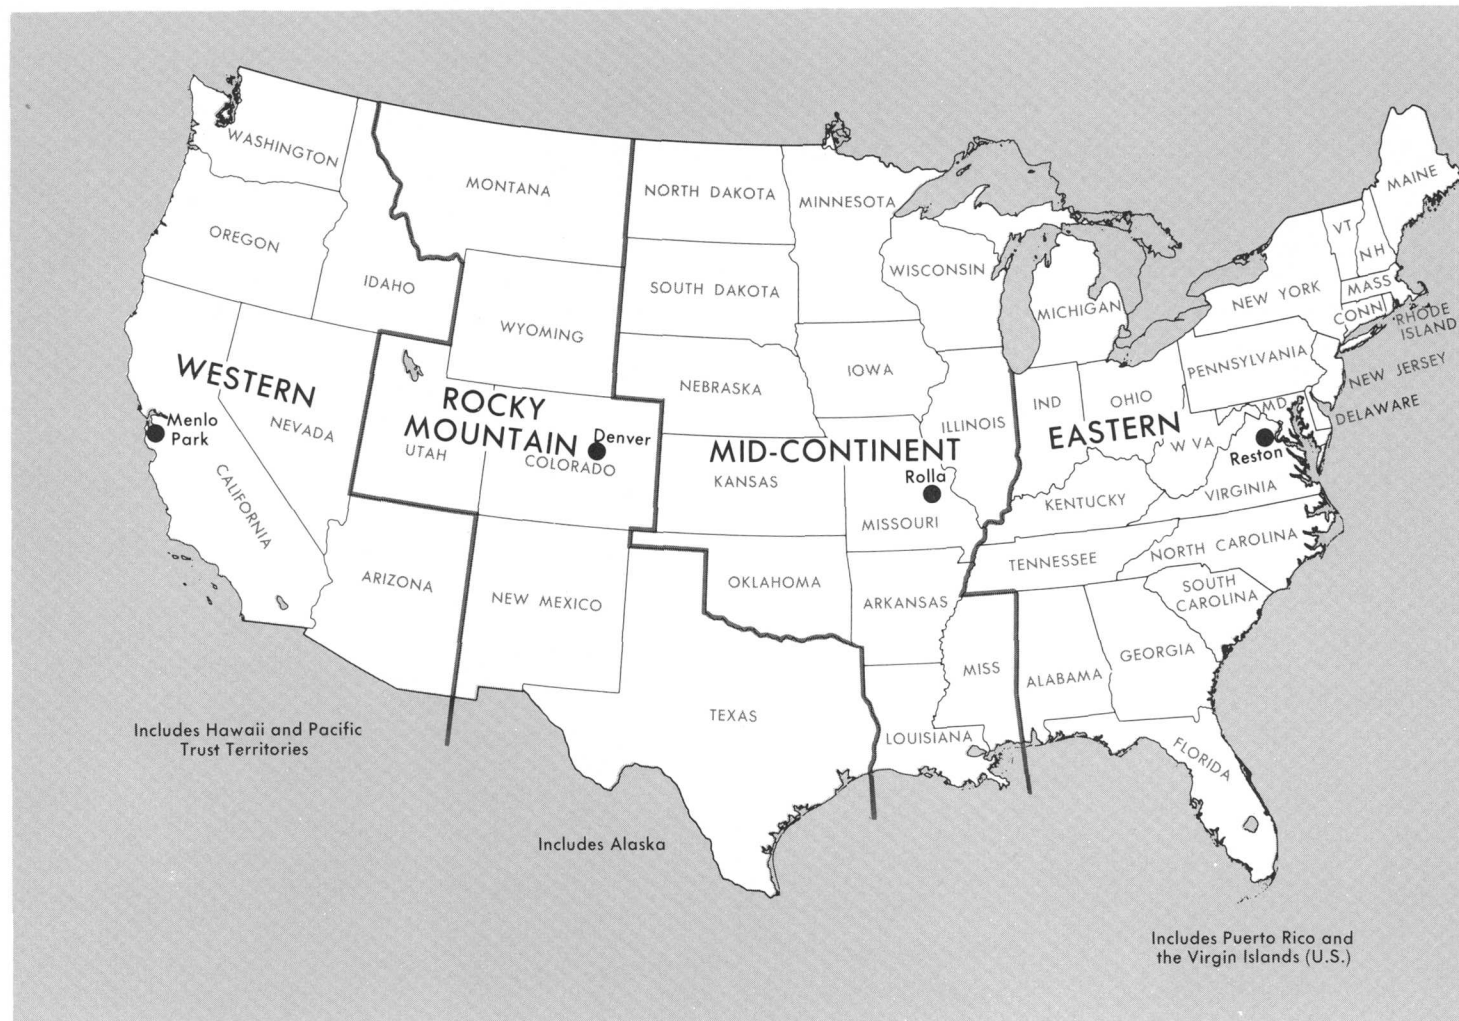 WASHINGTON
OREGON
IDAHO
MONTANA
WYOMING
NORTH DAKOTA
SOUTH DAKOTA
NEBRASKA
MINNESOTA
WISCONSIN
IOWA
MICHIGAN
ILLINOIS
IND
OHIO
PENNSYLVANIA
NEW YORK
VT
NH
MAINE
MASS
CONN
RHODE
ISLAND
NEW JERSEY
DELAWARE
MD
W VA
VIRGINIA
WESTERN
Menlo
Park
NEVADA
CALIFORNIA
ROCKY
MOUNTAIN
Denver
UTAH
COLORADO
MID-CONTINENT
Rolla
KANSAS
MISSOURI
EASTERN
Reston
KENTUCKY
TENNESSEE
NORTH CAROLINA
SOUTH
CAROLINA
ARIZONA
NEW MEXICO
OKLAHOMA
ARKANSAS
TEXAS
LOUISIANA
MISS
ALABAMA
GEORGIA
FLORIDA
Includes Hawaii and Pacific
Trust Territories
Includes Alaska
Includes Puerto Rico and
the Virgin Islands (U.S.)